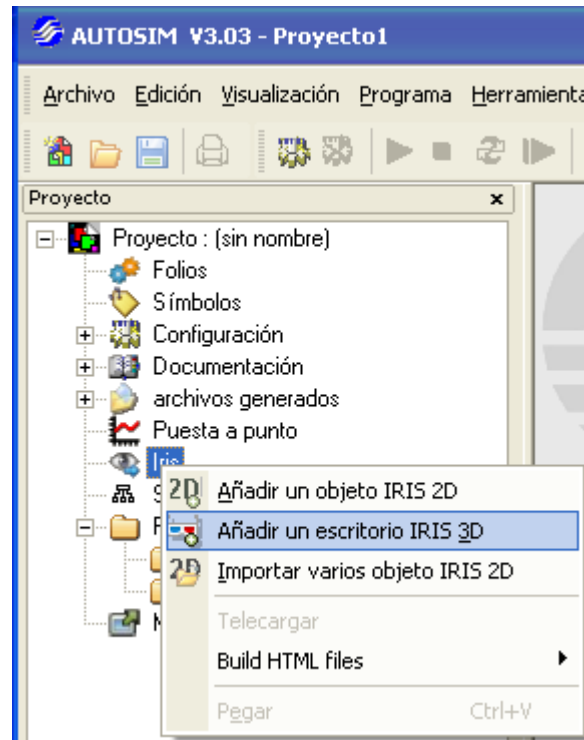 AUTOSIM V3.03 - Proyecto1
Archivo Edición Visualización Programa Herramienta
Proyecto x
Proyecto : (sin nombre)
Folios
Símbolos
Configuración
Documentación
archivos generados
Puesta a punto
Iris
2D Añadir un objeto IRIS 2D
Añadir un escritorio IRIS 3D
2D Importar varios objeto IRIS 2D
Telecargar
Build HTML files
Pegar Ctrl+V